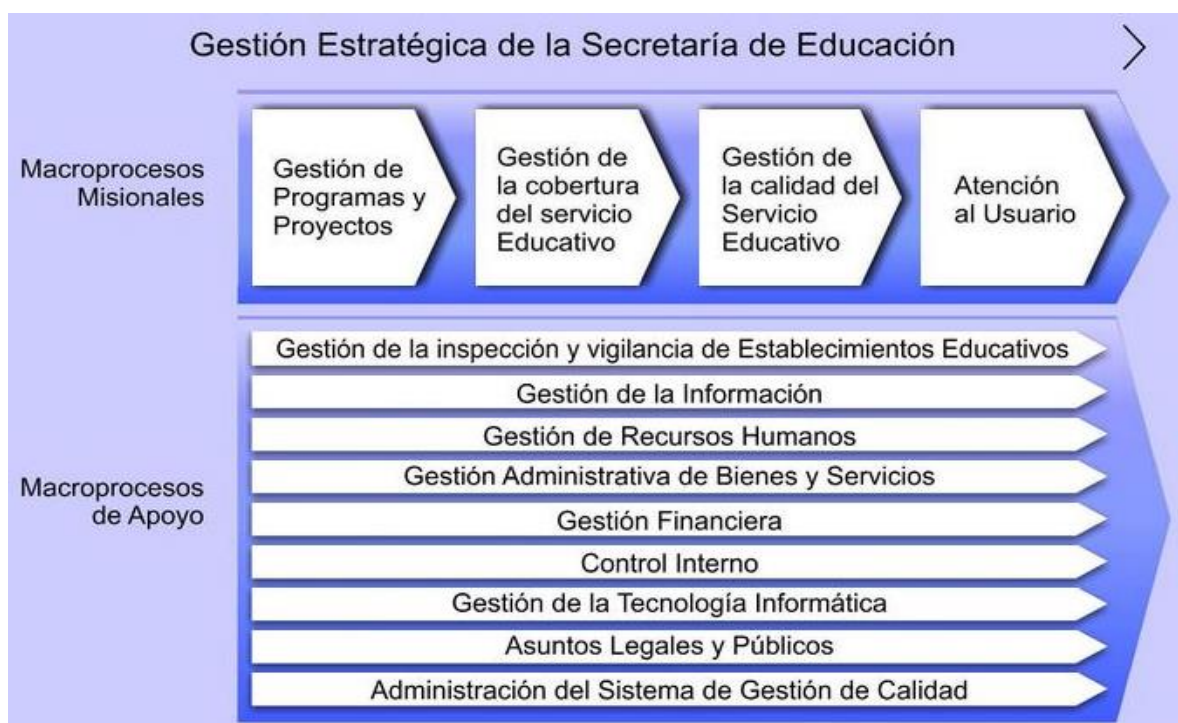 Gestión Estratégica de la Secretaría de Educación
Macroprocesos
Misionales
Gestión de
Programas y
Proyectos
Gestión de
la cobertura
del servicio
Educativo
Gestión de
la calidad del
Servicio
Educativo
Atención
al Usuario
Macroprocesos
de Apoyo
Gestión de la inspección y vigilancia de Establecimientos Educativos
Gestión de la Información
Gestión de Recursos Humanos
Gestión Administrativa de Bienes y Servicios
Gestión Financiera
Control Interno
Gestión de la Tecnología Informática
Asuntos Legales y Públicos
Administración del Sistema de Gestión de Calidad